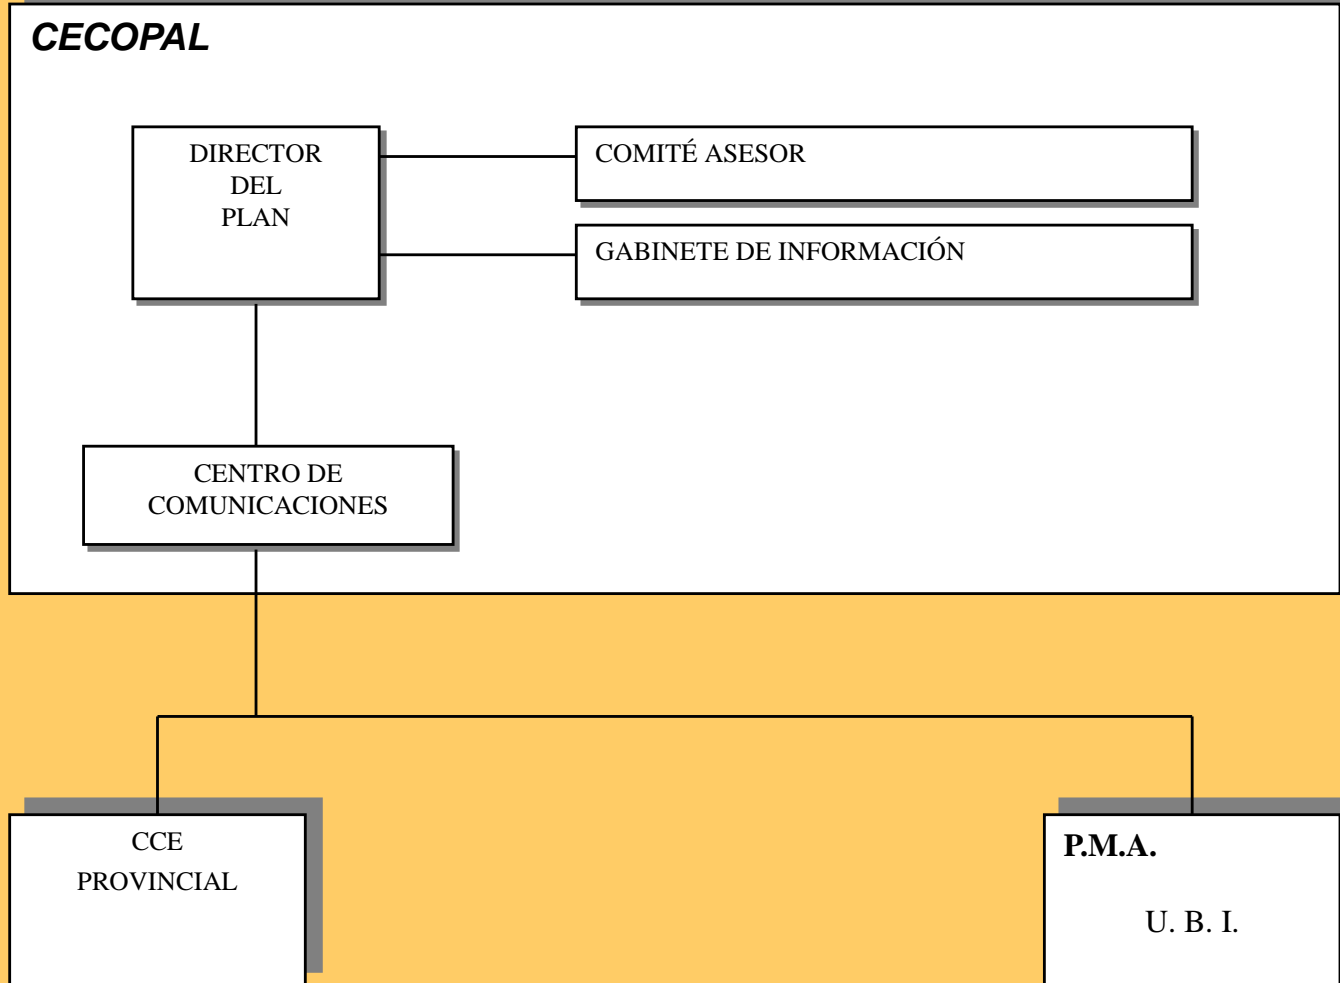 CECOPAL
DIRECTOR
DEL
PLAN
COMITÉ ASESOR
GABINETE DE INFORMACIÓN
CENTRO DE
COMUNICACIONES
CCE
PROVINCIAL
P.M.A.
U. B. I.